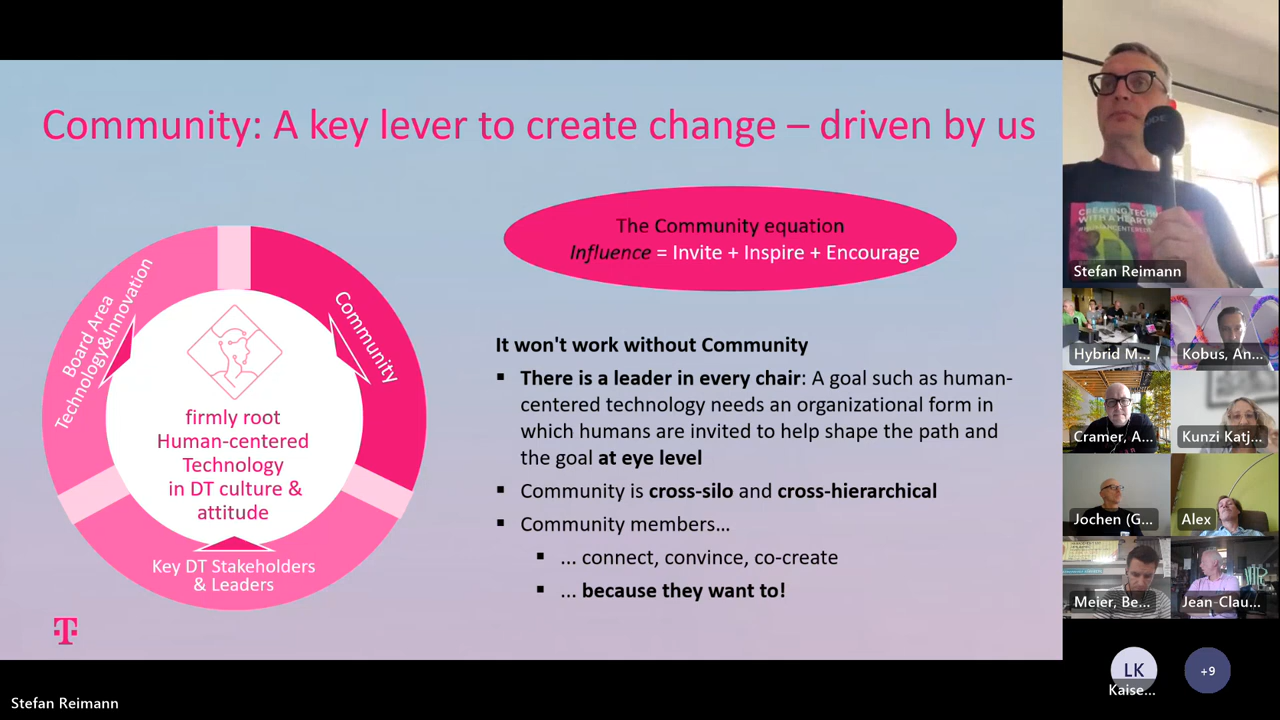 Community: A key lever to create change – driven by us
The Community equation
Influence = Invite + Inspire + Encourage
Board Area
Technology&Innovation
Community
firmly root
Human-centered
Technology
in DT culture &
attitude
Key DT Stakeholders
& Leaders
It won't work without Community
▪ There is a leader in every chair: A goal such as human-
centered technology needs an organizational form in
which humans are invited to help shape the path and
the goal at eye level
▪ Community is cross-silo and cross-hierarchical
▪ Community members…
▪ ... connect, convince, co-create
▪ ... because they want to!
T
CREATING TECHN
WITH A HEARTB
Stefan Reimann
Hybrid M...
Kobus, An...
Cramer, A...
Kunzi Katj...
Jochen (G...
Alex
Meier, Be...
Jean-Clau...
LK
Kaise...
+9
Stefan Reimann